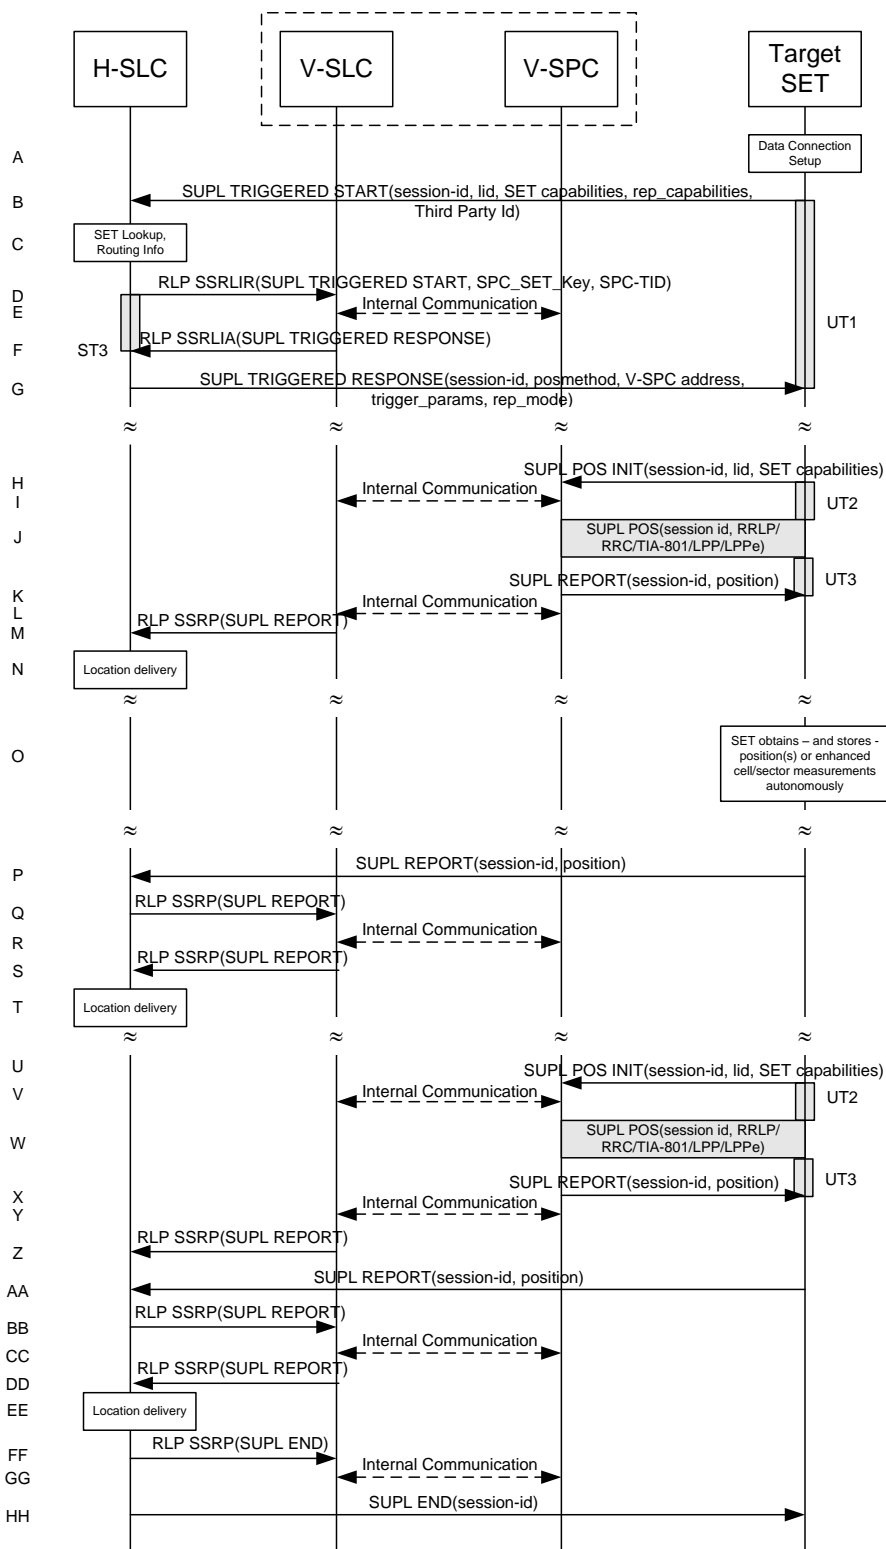 H-SLC
V-SLC
V-SPC
Target
SET
A
Data Connection
Setup
B
SUPL TRIGGERED START(session-id, lid, SET capabilities, rep_capabilities,
Third Party Id)
C
SET Lookup,
Routing Info
D
RLP SSRLIR(SUPL TRIGGERED START, SPC_SET_Key, SPC-TID)
E
Internal Communication
UT1
F
ST3
RLP SSRLIA(SUPL TRIGGERED RESPONSE)
G
SUPL TRIGGERED RESPONSE(session-id, posmethod, V-SPC address,
trigger_params, rep_mode)
≈ ≈ ≈ ≈
H
SUPL POS INIT(session-id, lid, SET capabilities)
I
Internal Communication
UT2
J
SUPL POS(session id, RRLP/
RRC/TIA-801/LPP/LPPe)
K
SUPL REPORT(session-id, position)
UT3
L
Internal Communication
M
RLP SSRP(SUPL REPORT)
N
Location delivery
≈ ≈ ≈ ≈
O
SET obtains – and stores -
position(s) or enhanced
cell/sector measurements
autonomously
≈ ≈ ≈ ≈
P
SUPL REPORT(session-id, position)
Q
RLP SSRP(SUPL REPORT)
R
Internal Communication
S
RLP SSRP(SUPL REPORT)
T
Location delivery
≈ ≈ ≈ ≈
U
SUPL POS INIT(session-id, lid, SET capabilities)
V
Internal Communication
UT2
W
SUPL POS(session id, RRLP/
RRC/TIA-801/LPP/LPPe)
X
SUPL REPORT(session-id, position)
UT3
Y
Internal Communication
Z
RLP SSRP(SUPL REPORT)
AA
SUPL REPORT(session-id, position)
BB
RLP SSRP(SUPL REPORT)
CC
Internal Communication
DD
RLP SSRP(SUPL REPORT)
EE
Location delivery
FF
RLP SSRP(SUPL END)
GG
Internal Communication
HH
SUPL END(session-id)